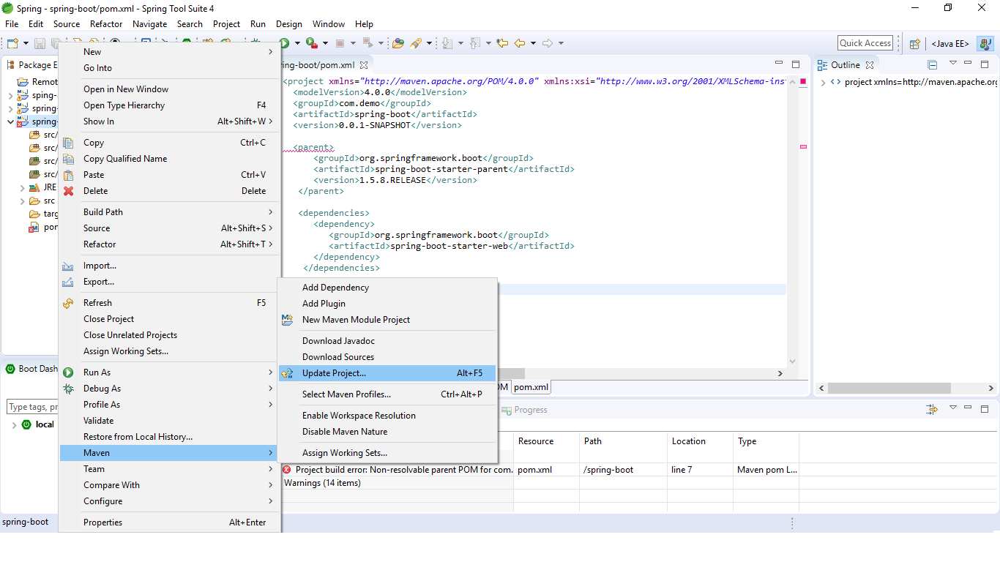 Spring - spring-boot/pom.xml - Spring Tool Suite 4
File Edit Source Refactor Navigate Search Project Run Design Window Help
Quick Access
<Java EE>
Package E
Remot
sping-
spring-
spring-
src/
src/
src/
src/
JRE
src
targ
pon
Boot Dash
Type tags, pr
local
spring-boot
New
Go Into
Open in New Window
Open Type Hierarchy F4
Show In Alt+Shift+W >
Copy Ctrl+C
Copy Qualified Name
Paste Ctrl+V
Delete Delete
Build Path
Source Alt+Shift+S >
Refactor Alt+Shift+T >
Import...
Export...
Refresh F5
Close Project
Close Unrelated Projects
Assign Working Sets...
Run As
Debug As
Profile As
Validate
Restore from Local History...
Maven
Team
Compare With
Configure
Properties Alt+Enter
ing-boot/pom.xml
<project xmlns="http://maven.apache.org/POM/4.0.0" xmlns:xsi="http://www.w3.org/2001/XMLSchema-ins
<modelVersion>4.0.0</modelVersion>
<groupId>com.demo</groupId>
<artifactId>spring-boot</artifactId>
<version>0.0.1-SNAPSHOT</version>
<parent>
<groupId>org.springframework.boot</groupId>
<artifactId>spring-boot-starter-parent</artifactId>
<version>1.5.8.RELEASE</version>
</parent>
<dependencies>
<dependency>
<groupId>org.springframework.boot</groupId>
<artifactId>spring-boot-starter-web</artifactId>
</dependency>
</dependencies>
Add Dependency
Add Plugin
New Maven Module Project
Download Javadoc
Download Sources
Update Project... Alt+F5
Select Maven Profiles... Ctrl+Alt+P
Enable Workspace Resolution
Disable Maven Nature
Assign Working Sets...
OM pom.xml
Outline
project xmlns=http://maven.apache.org
Progress
Resource Path Location Type
Project build error: Non-resolvable parent POM for com. pom.xml /spring-boot line 7 Maven pom L...
Warnings (14 items)